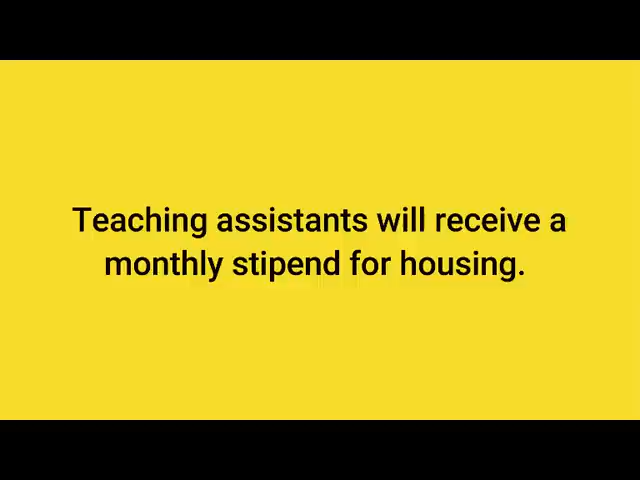 Teaching assistants will receive a
monthly stipend for housing.